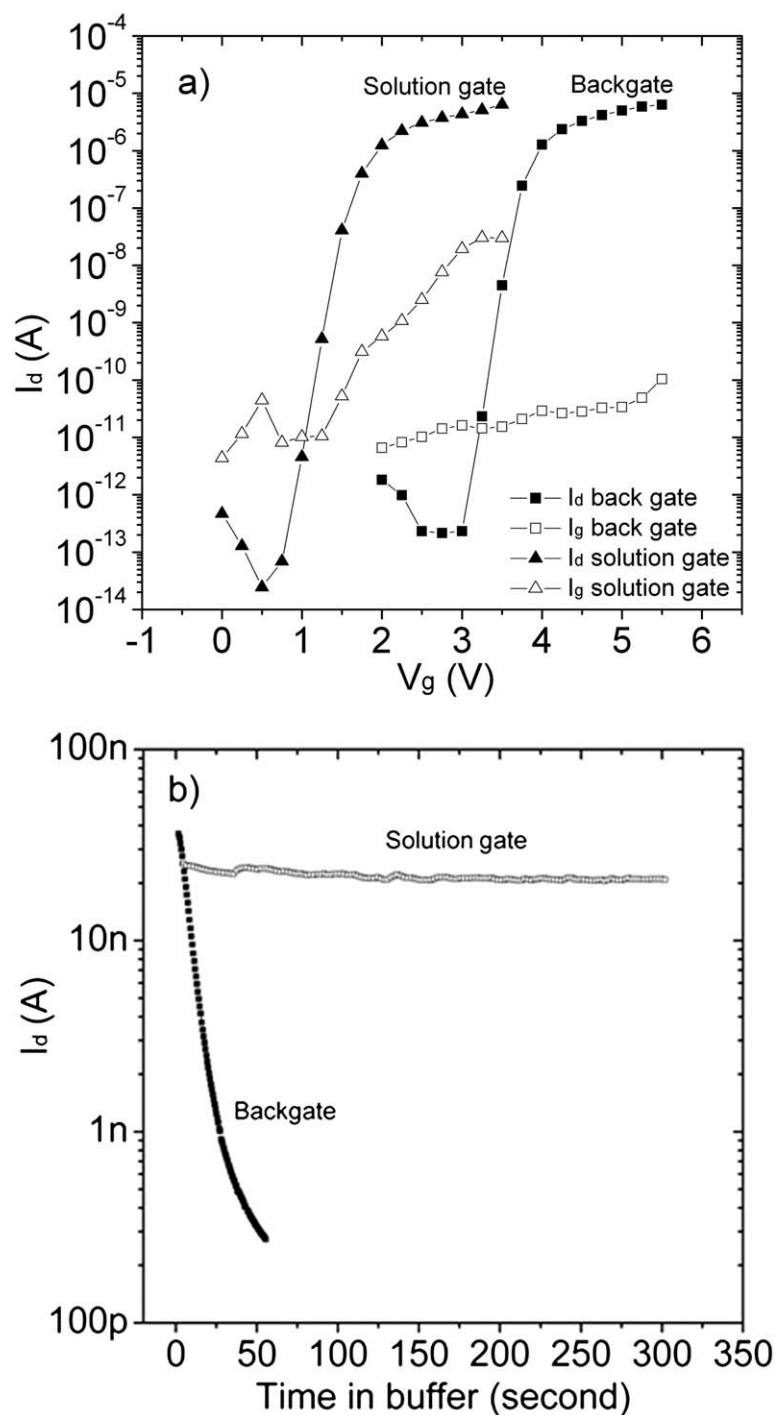 a)
Solution gate
Backgate
10-4
10-5
10-6
10-7
10-8
10-9
10-10
10-11
10-12
10-13
10-14
Id (A)
Id back gate
Ig back gate
Id solution gate
Ig solution gate
-1 0 1 2 3 4 5 6
Vg (V)
b)
100n
10n
1n
100p
Id (A)
Solution gate
Backgate
0 50 100 150 200 250 300 350
Time in buffer (second)